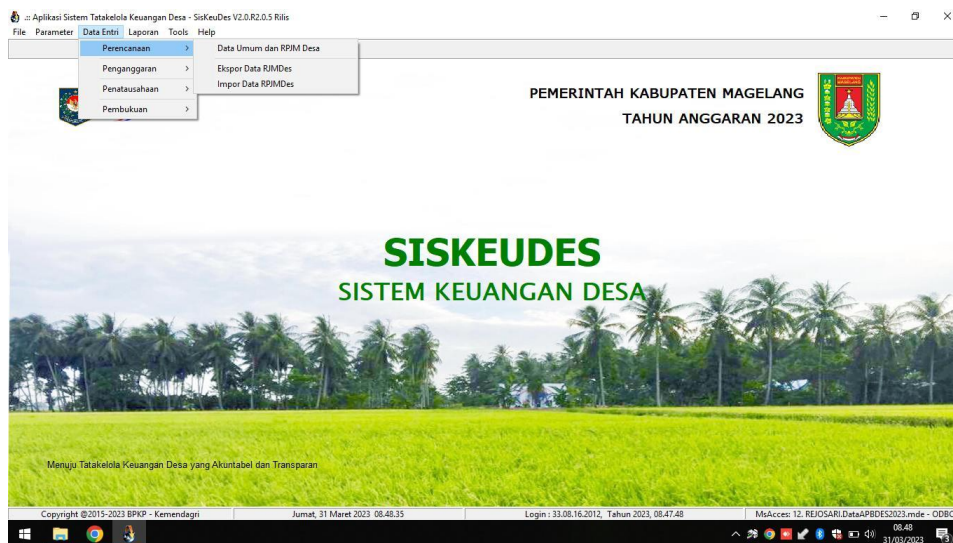 .:: Aplikasi Sistem Tatakelola Keuangan Desa - SisKeuDes V2.0.R2.0.5 Rilis
File Parameter Data Entri Laporan Tools Help
Perencanaan
Penganggaran
Penatausahaan
Pembukuan
Data Umum dan RPJM Desa
Ekspor Data RJMDes
Impor Data RPJMDes
PEMERINTAH KABUPATEN MAGELANG
TAHUN ANGGARAN 2023
SISKEUDES
SISTEM KEUANGAN DESA
Menuju Tatakelola Keuangan Desa yang Akuntabel dan Transparan
Copyright @2015-2023 BPKP - Kemendagri
Jumat, 31 Maret 2023 08.48.35
Login : 33.08.16.2012, Tahun 2023, 08.47.48
MsAcces: 12. REJOSARI.DataAPBDES2023.mde - ODBC
08.48
31/03/2023
3